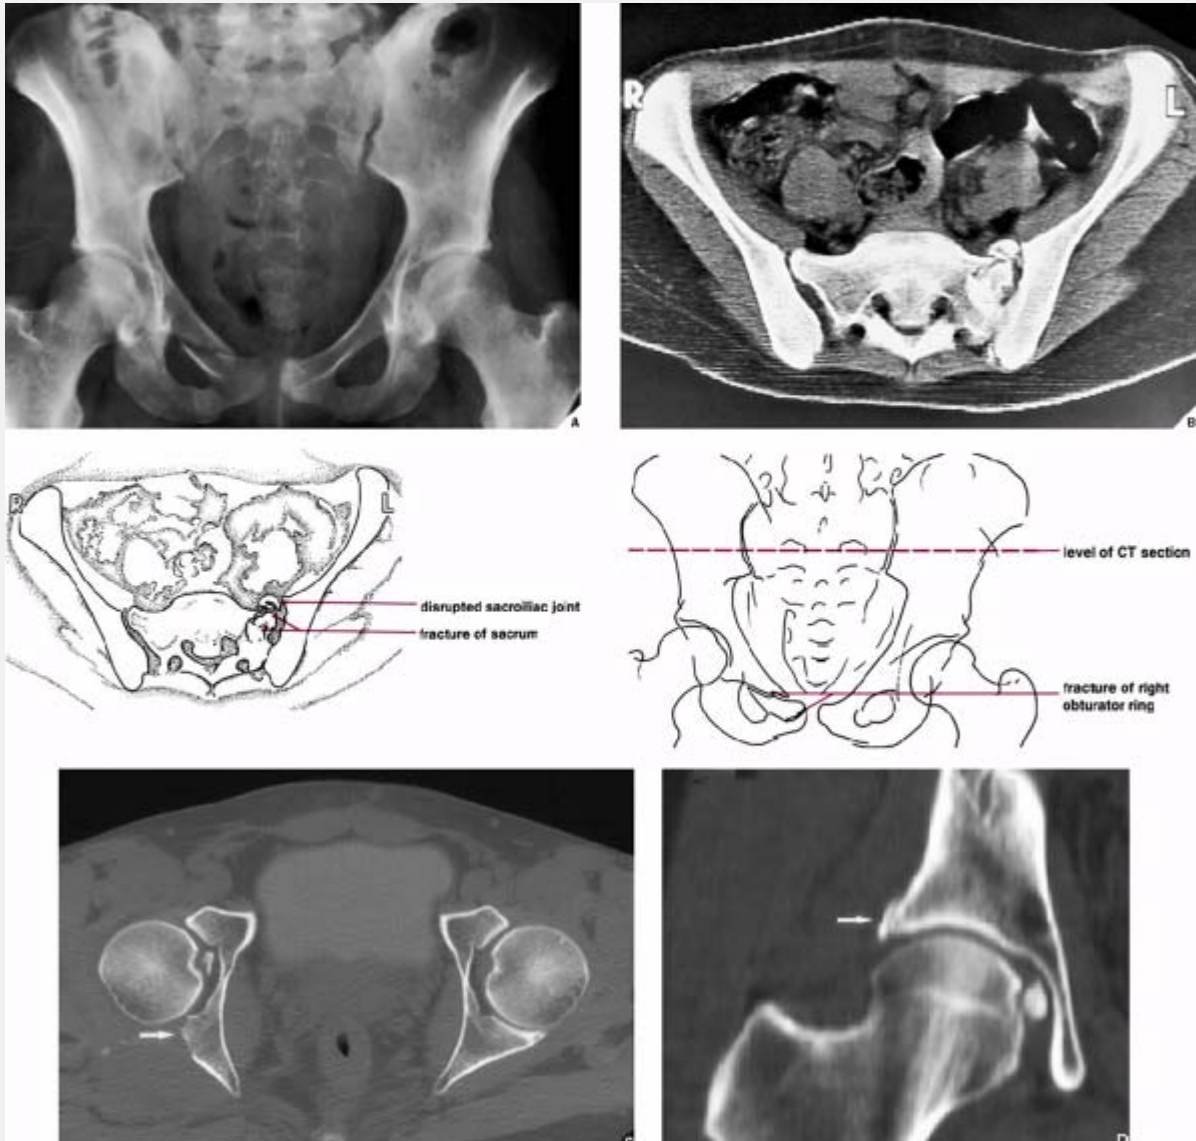 R
L
A
B
R
L
disrupted sacroiliac joint
fracture of sacrum
level of CT section
fracture of right
obturator ring
C
D